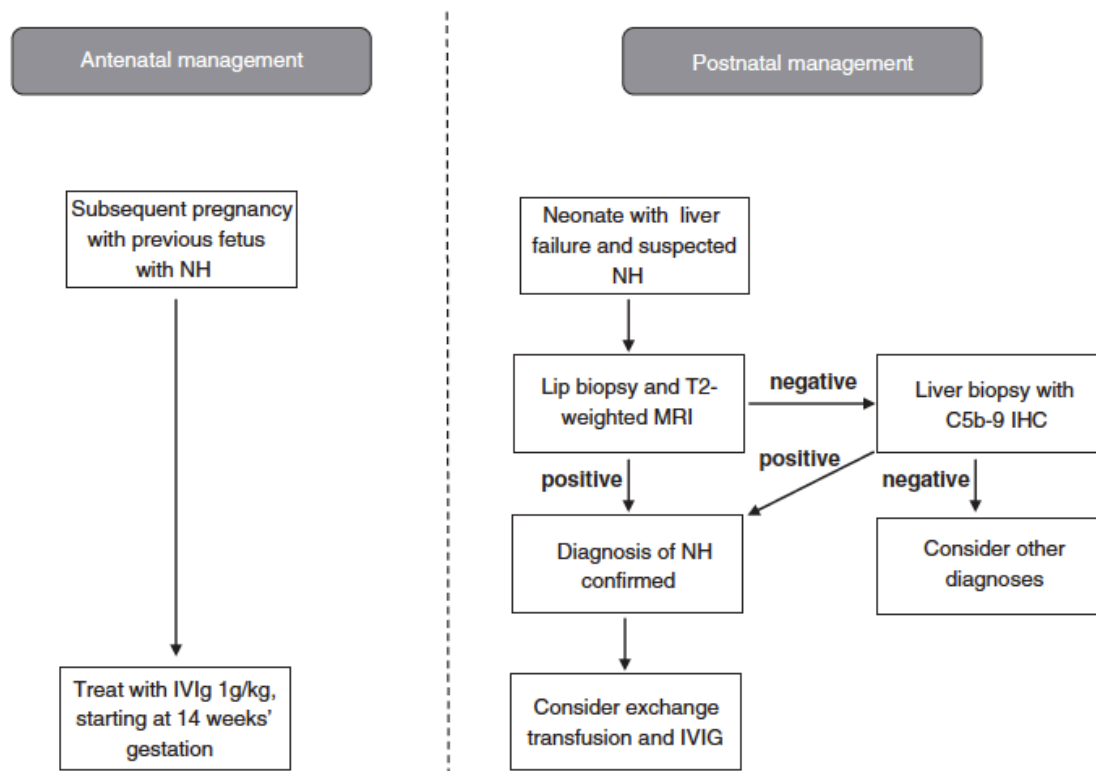 Antenatal management
Postnatal management
Subsequent pregnancy
with previous fetus
with NH
Treat with IVIg 1g/kg,
starting at 14 weeks’
gestation
Neonate with liver
failure and suspected
NH
Lip biopsy and T2-
weighted MRI
negative
Liver biopsy with
C5b-9 IHC
positive
positive
negative
Diagnosis of NH
confirmed
Consider other
diagnoses
Consider exchange
transfusion and IVIG